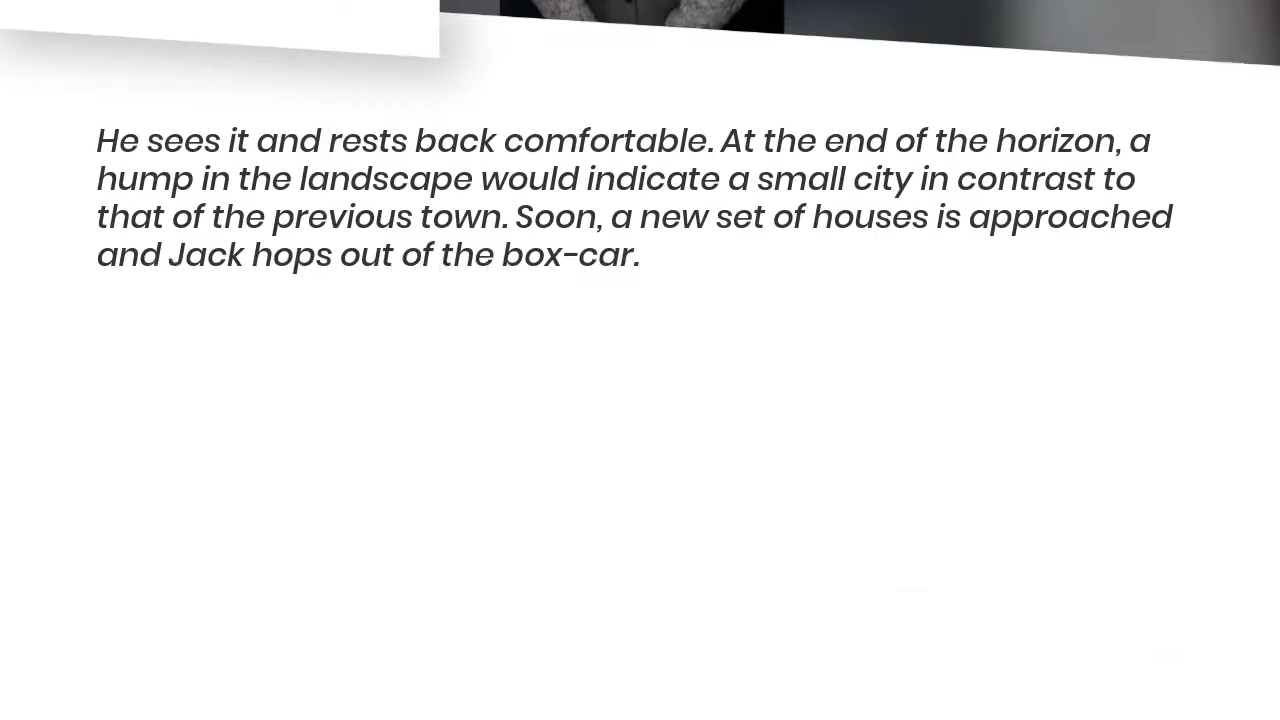 He sees it and rests back comfortable. At the end of the horizon, a
hump in the landscape would indicate a small city in contrast to
that of the previous town. Soon, a new set of houses is approached
and Jack hops out of the box-car.